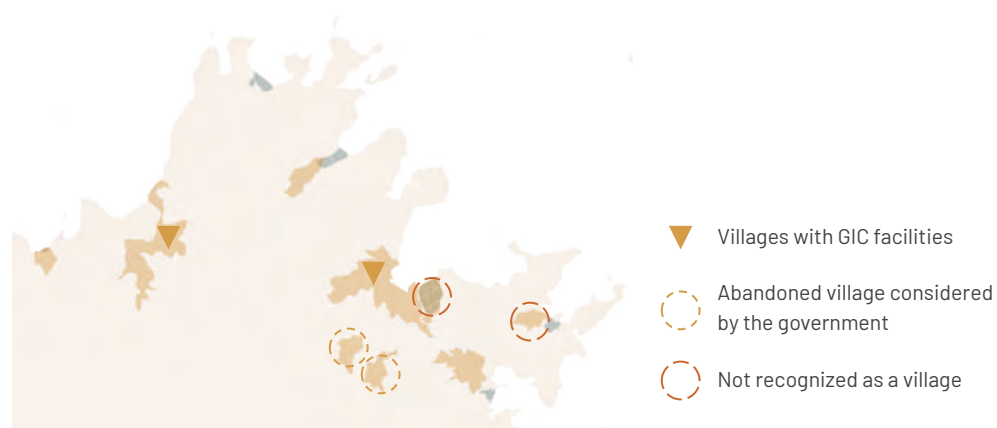 Villages with GIC facilities
Abandoned village considered
by the government
Not recognized as a village